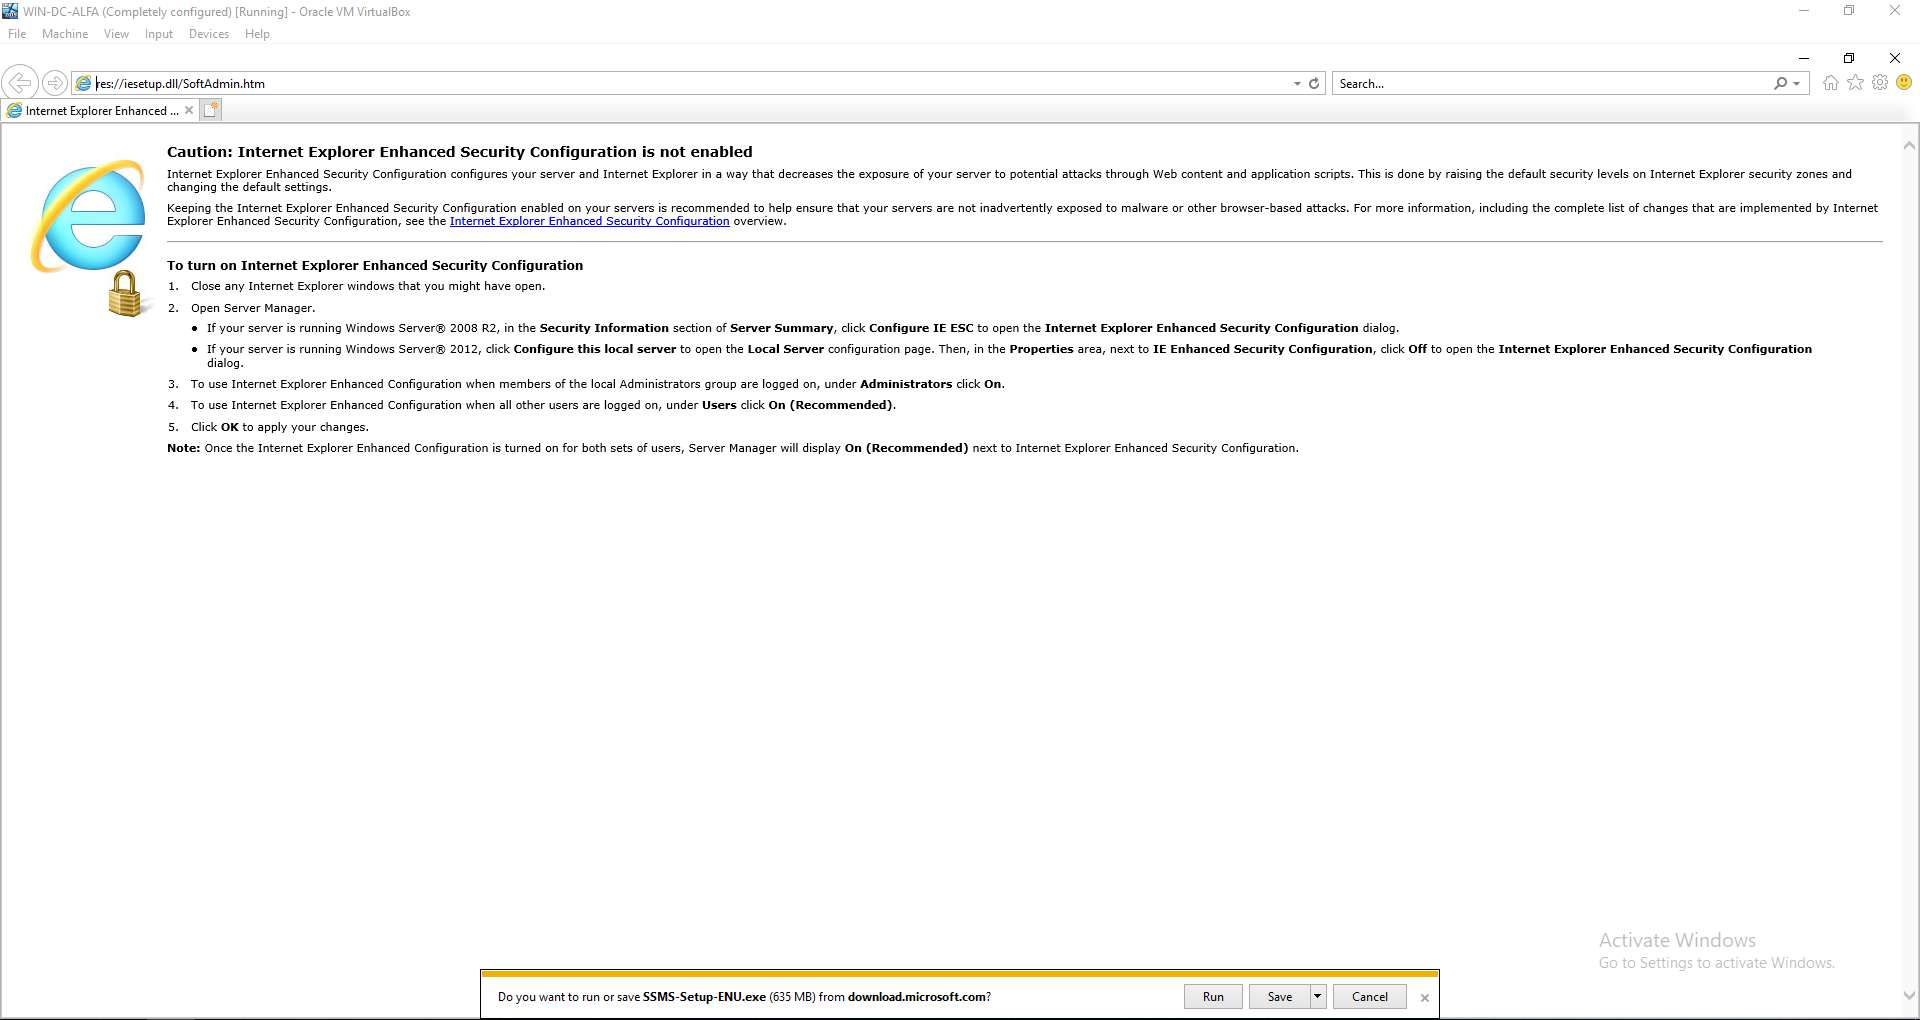 WIN-DC-ALFA (Completely configured) [Running] - Oracle VM VirtualBox
File Machine View Input Devices Help
res://iesetup.dll/SoftAdmin.htm
Search...
Internet Explorer Enhanced ...
Caution: Internet Explorer Enhanced Security Configuration is not enabled
Internet Explorer Enhanced Security Configuration configures your server and Internet Explorer in a way that decreases the exposure of your server to potential attacks through Web content and application scripts. This is done by raising the default security levels on Internet Explorer security zones and
changing the default settings.
Keeping the Internet Explorer Enhanced Security Configuration enabled on your servers is recommended to help ensure that your servers are not inadvertently exposed to malware or other browser-based attacks. For more information, including the complete list of changes that are implemented by Internet
Explorer Enhanced Security Configuration, see the Internet Explorer Enhanced Security Configuration overview.
To turn on Internet Explorer Enhanced Security Configuration
1. Close any Internet Explorer windows that you might have open.
2. Open Server Manager.
• If your server is running Windows Server® 2008 R2, in the Security Information section of Server Summary, click Configure IE ESC to open the Internet Explorer Enhanced Security Configuration dialog.
• If your server is running Windows Server® 2012, click Configure this local server to open the Local Server configuration page. Then, in the Properties area, next to IE Enhanced Security Configuration, click Off to open the Internet Explorer Enhanced Security Configuration
dialog.
3. To use Internet Explorer Enhanced Configuration when members of the local Administrators group are logged on, under Administrators click On.
4. To use Internet Explorer Enhanced Configuration when all other users are logged on, under Users click On (Recommended).
5. Click OK to apply your changes.
Note: Once the Internet Explorer Enhanced Configuration is turned on for both sets of users, Server Manager will display On (Recommended) next to Internet Explorer Enhanced Security Configuration.
Activate Windows
Go to Settings to activate Windows.
Do you want to run or save SSMS-Setup-ENU.exe (635 MB) from download.microsoft.com?
Run
Save
Cancel